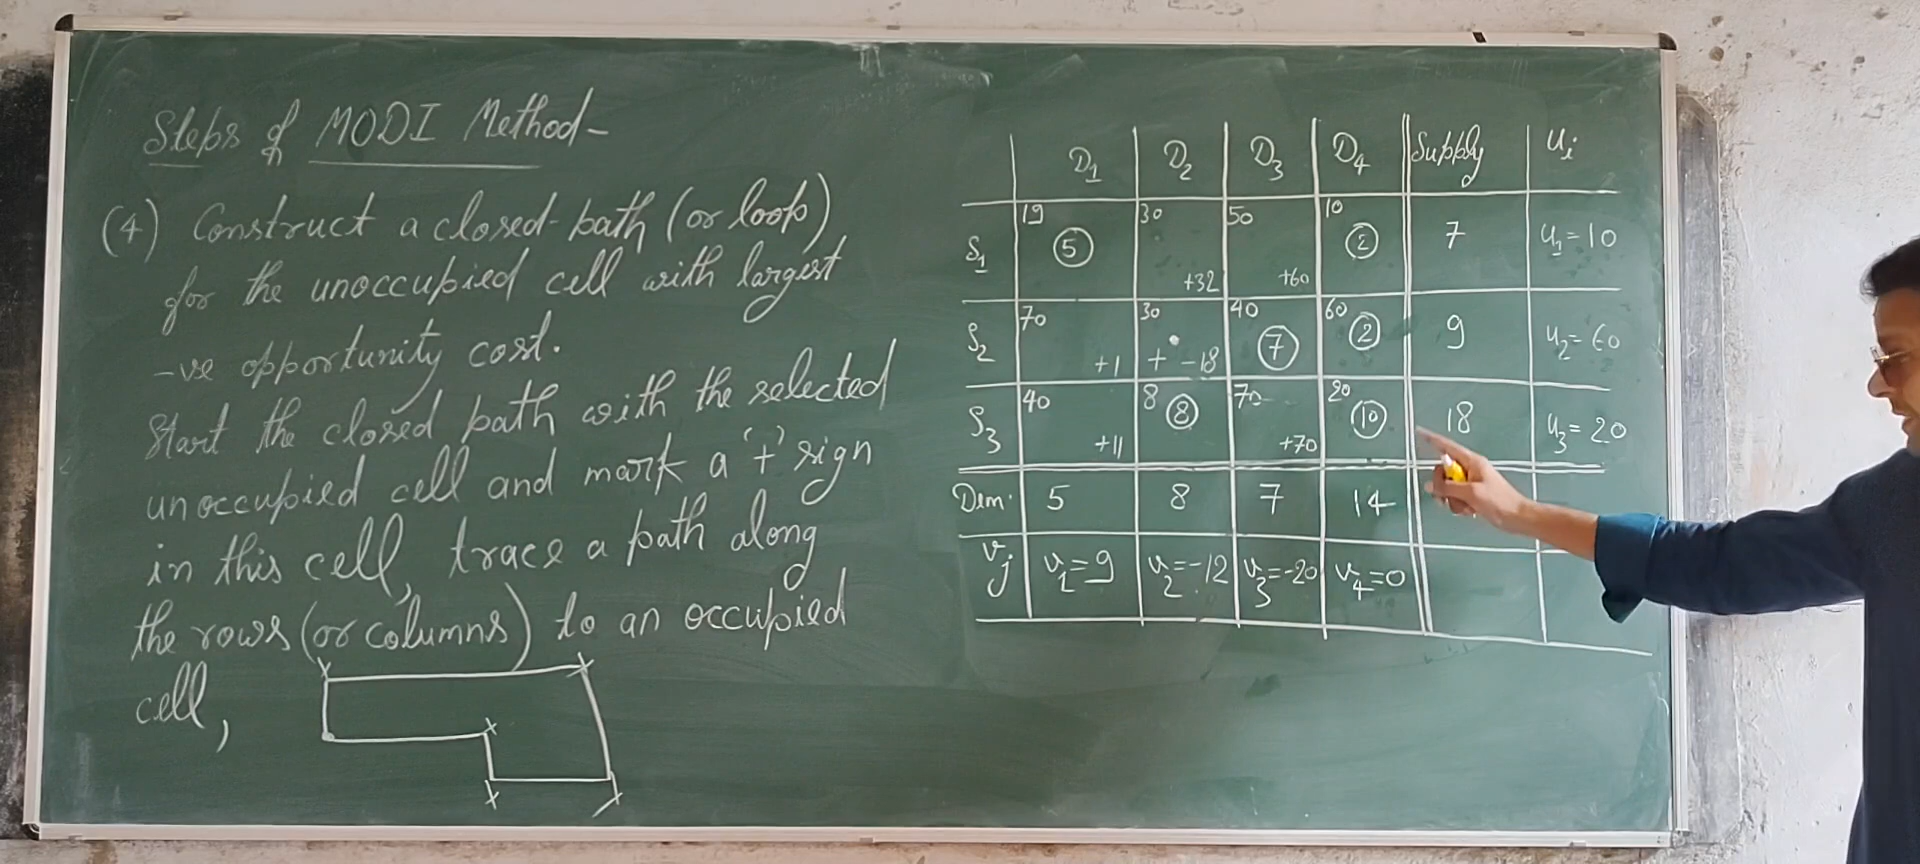 Steps of MODI Method-
(4) Construct a closed-path (or loop)
for the unoccupied cell with largest
-ve opportunity cost.
Start the closed path with the selected
unoccupied cell and mark a '+' sign
in this cell, trace a path along
the rows (or columns) to an occupied
cell,
D1 D2 D3 D4 Supply ui
S1 19 (5) 30 +32 50 +60 10 (2) 7 u1=10
S2 70 +1 30 + -18 40 (7) 60 (2) 9 u2=60
S3 40 +11 8 (8) 70 +70 20 (10) 18 u3=20
Dem. 5 8 7 14
vj v1=9 v2=-12 v3=-20 v4=0